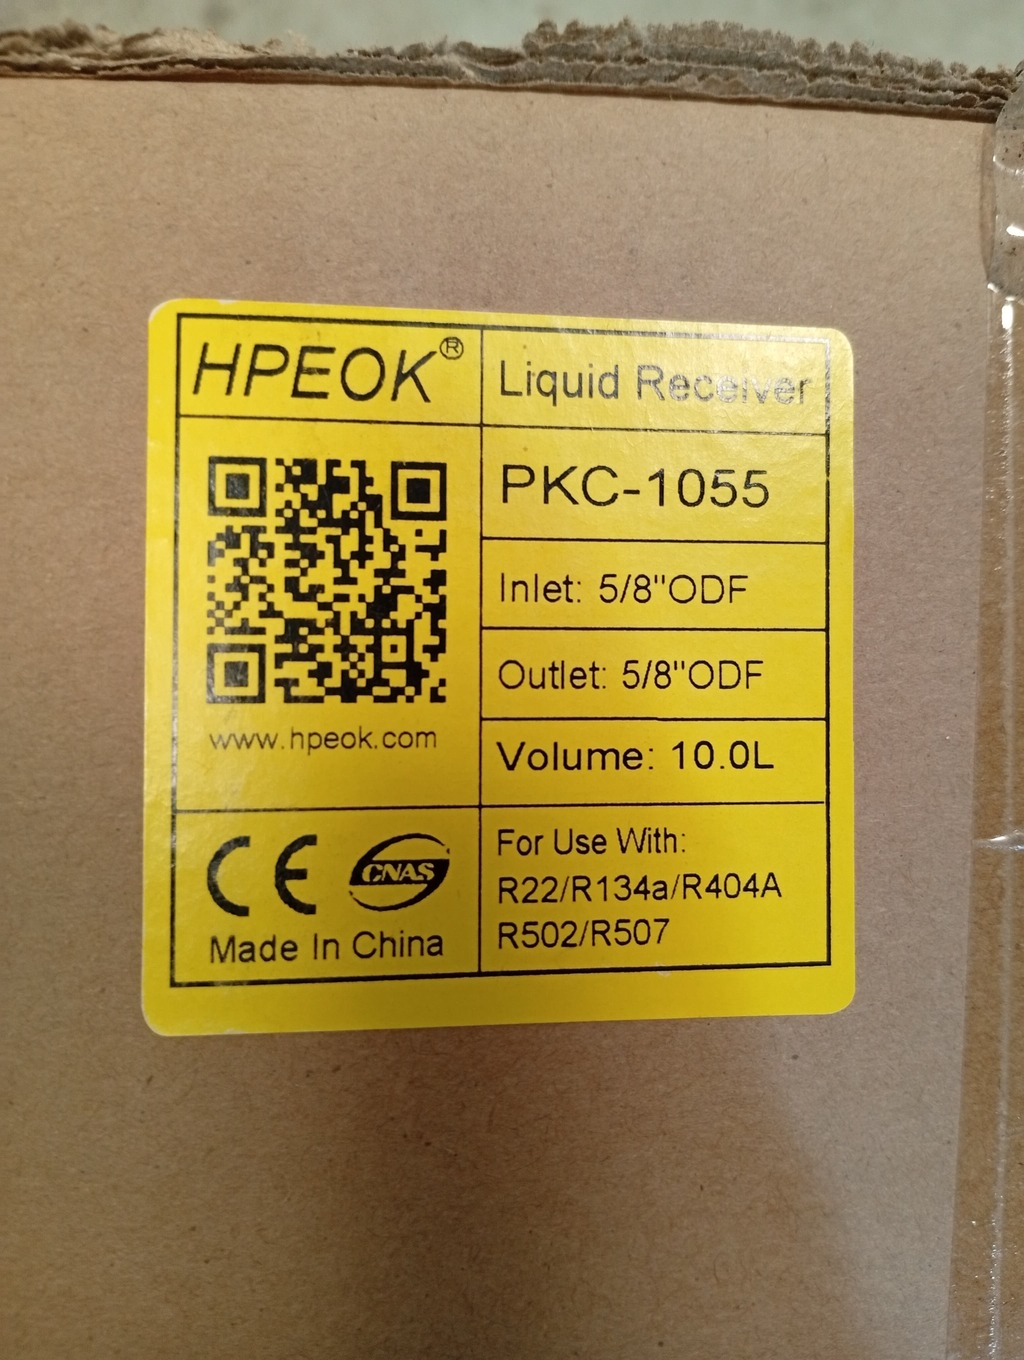 HPEOK®
Liquid Receiver
PKC-1055
Inlet: 5/8"ODF
Outlet: 5/8"ODF
Volume: 10.0L
www.hpeok.com
CE CNAS
Made In China
For Use With:
R22/R134a/R404A
R502/R507